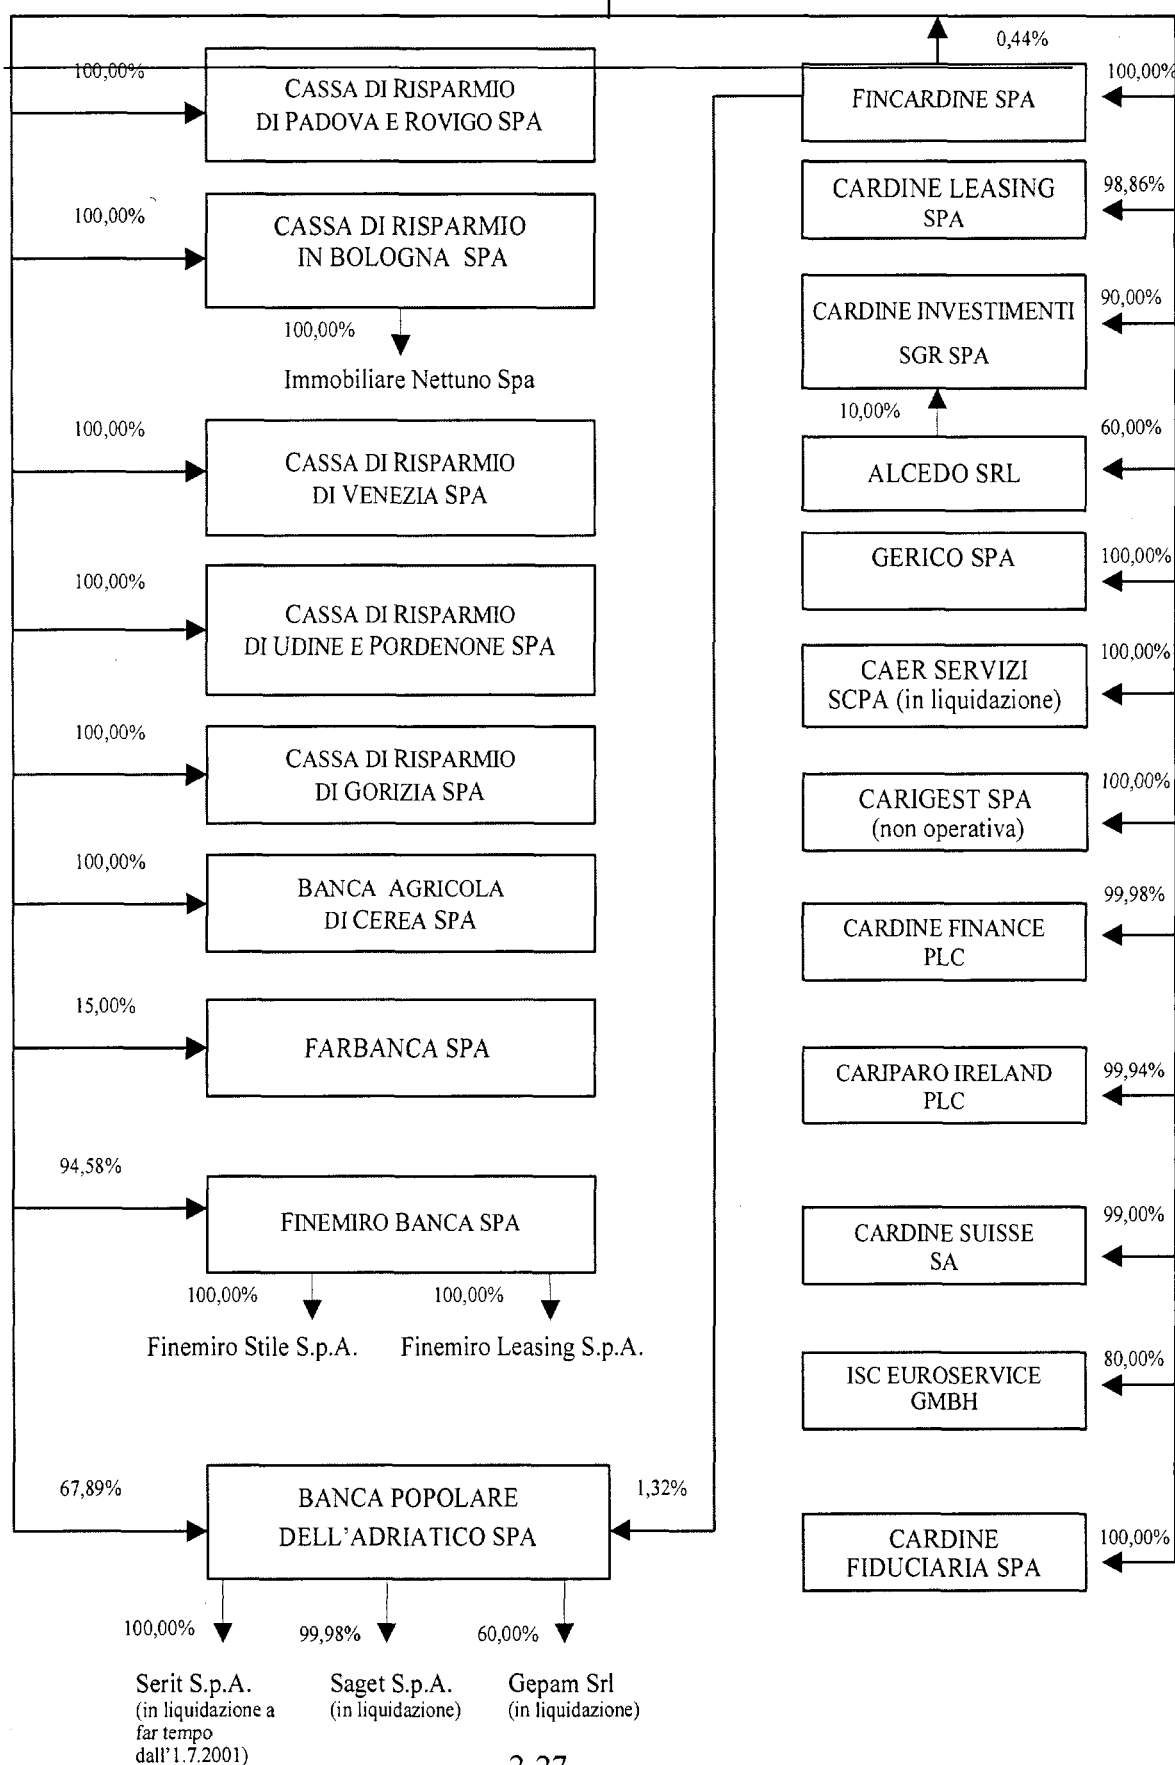 100,00%
CASSA DI RISPARMIO
DI PADOVA E ROVIGO SPA
100,00%
CASSA DI RISPARMIO
IN BOLOGNA SPA
100,00%
Immobiliare Nettuno Spa
100,00%
CASSA DI RISPARMIO
DI VENEZIA SPA
100,00%
CASSA DI RISPARMIO
DI UDINE E PORDENONE SPA
100,00%
CASSA DI RISPARMIO
DI GORIZIA SPA
100,00%
BANCA AGRICOLA
DI CEREA SPA
15,00%
FARBANCA SPA
94,58%
FINEMIRO BANCA SPA
100,00%
100,00%
Finemiro Stile S.p.A.
Finemiro Leasing S.p.A.
67,89%
BANCA POPOLARE
DELL'ADRIATICO SPA
1,32%
100,00%
99,98%
60,00%
Serit S.p.A.
(in liquidazione a
far tempo
dall'1.7.2001)
Saget S.p.A.
(in liquidazione)
Gepam Srl
(in liquidazione)
0,44%
100,00%
FINCARDINE SPA
98,86%
CARDINE LEASING
SPA
90,00%
CARDINE INVESTIMENTI
SGR SPA
10,00%
60,00%
ALCEDO SRL
100,00%
GERICO SPA
100,00%
CAER SERVIZI
SCPA (in liquidazione)
100,00%
CARIGEST SPA
(non operativa)
99,98%
CARDINE FINANCE
PLC
99,94%
CARIPARO IRELAND
PLC
99,00%
CARDINE SUISSE
SA
80,00%
ISC EUROSERVICE
GMBH
100,00%
CARDINE
FIDUCIARIA SPA